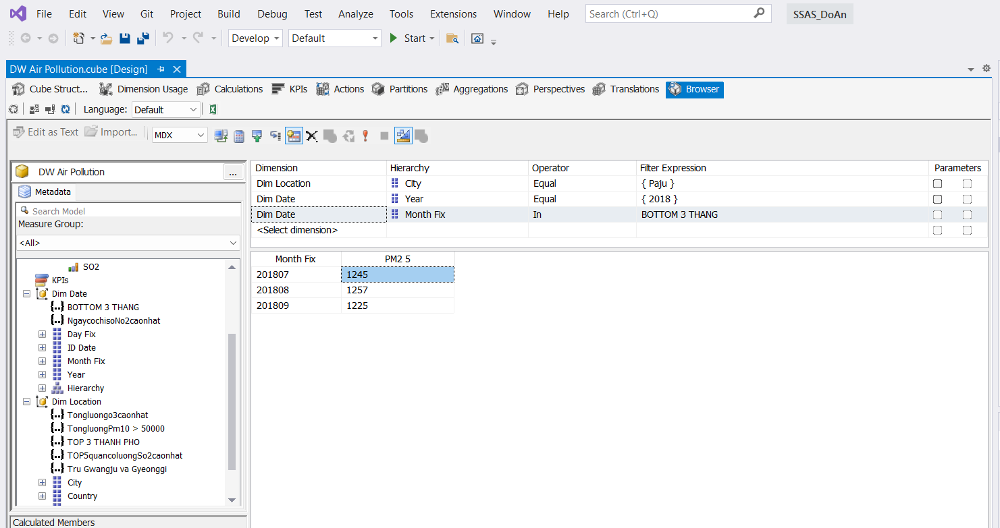 File Edit View Git Project Build Debug Test Analyze Tools Extensions Window Help Search (Ctrl+Q) SSAS_DoAn
Develop Default Start
DW Air Pollution.cube [Design]
Cube Struct... Dimension Usage Calculations KPIs Actions Partitions Aggregations Perspectives Translations Browser
Language: Default
Edit as Text Import... MDX
DW Air Pollution ...
Metadata
Search Model
Measure Group:
<All>
SO2
KPIs
Dim Date
BOTTOM 3 THANG
NgaycochisoNo2caonhat
Day Fix
ID Date
Month Fix
Year
Hierarchy
Dim Location
Tongluongo3caonhat
TongluongPm10 > 50000
TOP 3 THANH PHO
TOP5quancoluongSo2caonhat
Tru Gwangju va Gyeonggi
City
Country
Calculated Members
Dimension Hierarchy Operator Filter Expression Parameters
Dim Location City Equal { Paju }
Dim Date Year Equal { 2018 }
Dim Date Month Fix In BOTTOM 3 THANG
<Select dimension>
Month Fix PM2 5
201807 1245
201808 1257
201809 1225